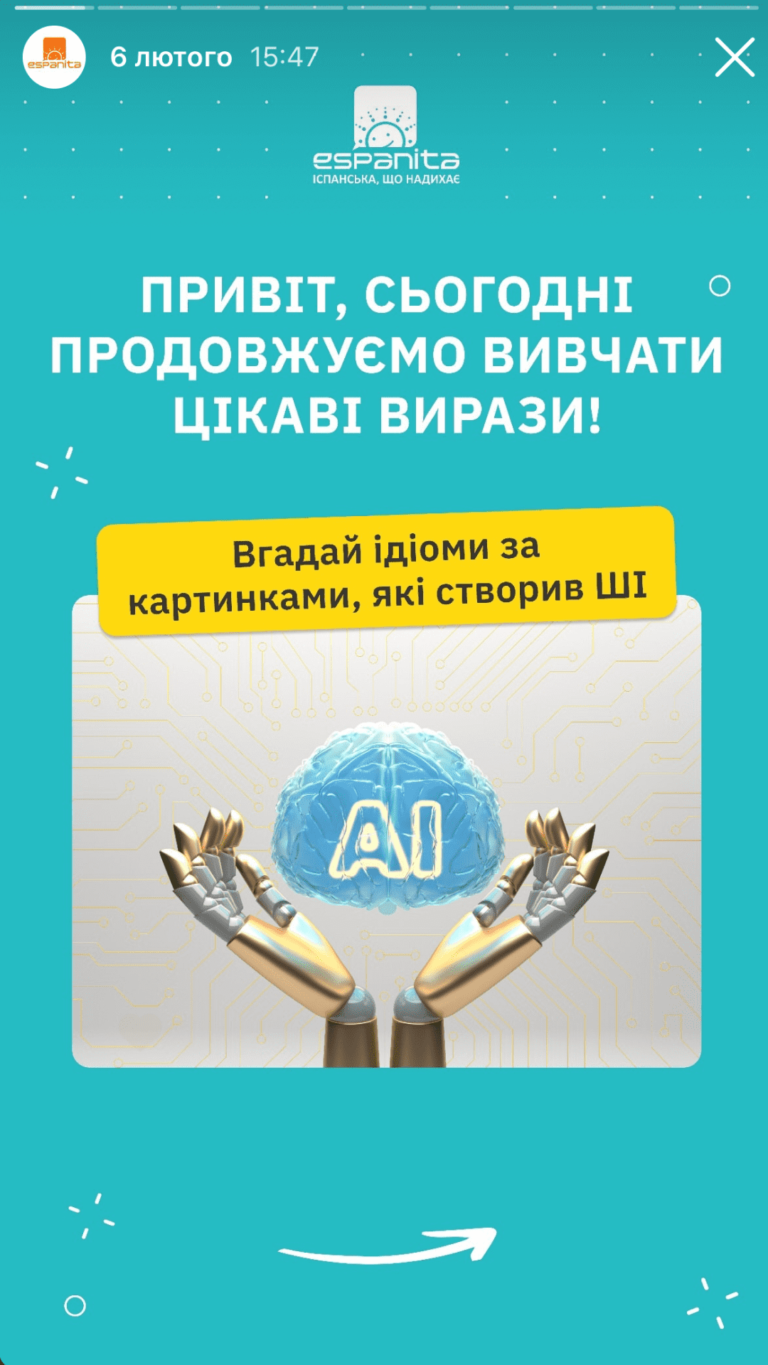 espanita
6 лютого 15:47
espanita
ІСПАНСЬКА, ЩО НАДИХАЄ
ПРИВІТ, СЬОГОДНІ
ПРОДОВЖУЄМО ВИВЧАТИ
ЦІКАВІ ВИРАЗИ!
Вгадай ідіоми за
картинками, які створив ШІ
AI